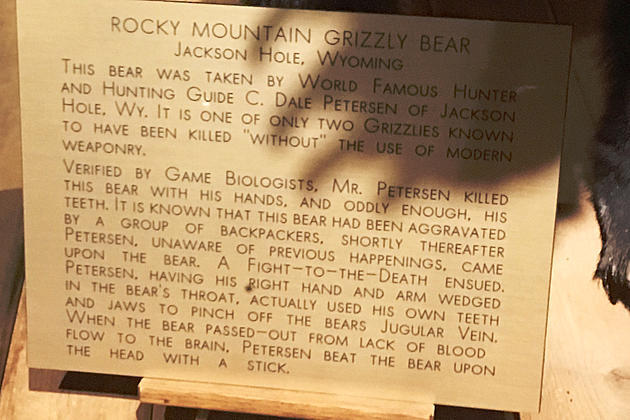 ROCKY MOUNTAIN GRIZZLY BEAR
JACKSON HOLE, WYOMING
THIS BEAR WAS TAKEN BY WORLD FAMOUS HUNTER
AND HUNTING GUIDE C. DALE PETERSEN OF JACKSON
HOLE, WY. IT IS ONE OF ONLY TWO GRIZZLIES KNOWN
TO HAVE BEEN KILLED "WITHOUT" THE USE OF MODERN
WEAPONRY.
VERIFIED BY GAME BIOLOGISTS, MR. PETERSEN KILLED
THIS BEAR WITH HIS HANDS, AND ODDLY ENOUGH, HIS
TEETH. IT IS KNOWN THAT THIS BEAR HAD BEEN AGGRAVATED
BY A GROUP OF BACKPACKERS, SHORTLY THEREAFTER
PETERSEN, UNAWARE OF PREVIOUS HAPPENINGS, CAME
UPON THE BEAR. A FIGHT-TO-THE-DEATH ENSUED.
PETERSEN, HAVING HIS RIGHT HAND AND ARM WEDGED
IN THE BEAR'S THROAT, ACTUALLY USED HIS OWN TEETH
AND JAWS TO PINCH OFF THE BEARS JUGULAR VEIN.
WHEN THE BEAR PASSED-OUT FROM LACK OF BLOOD
FLOW TO THE BRAIN, PETERSEN BEAT THE BEAR UPON
THE HEAD WITH A STICK.